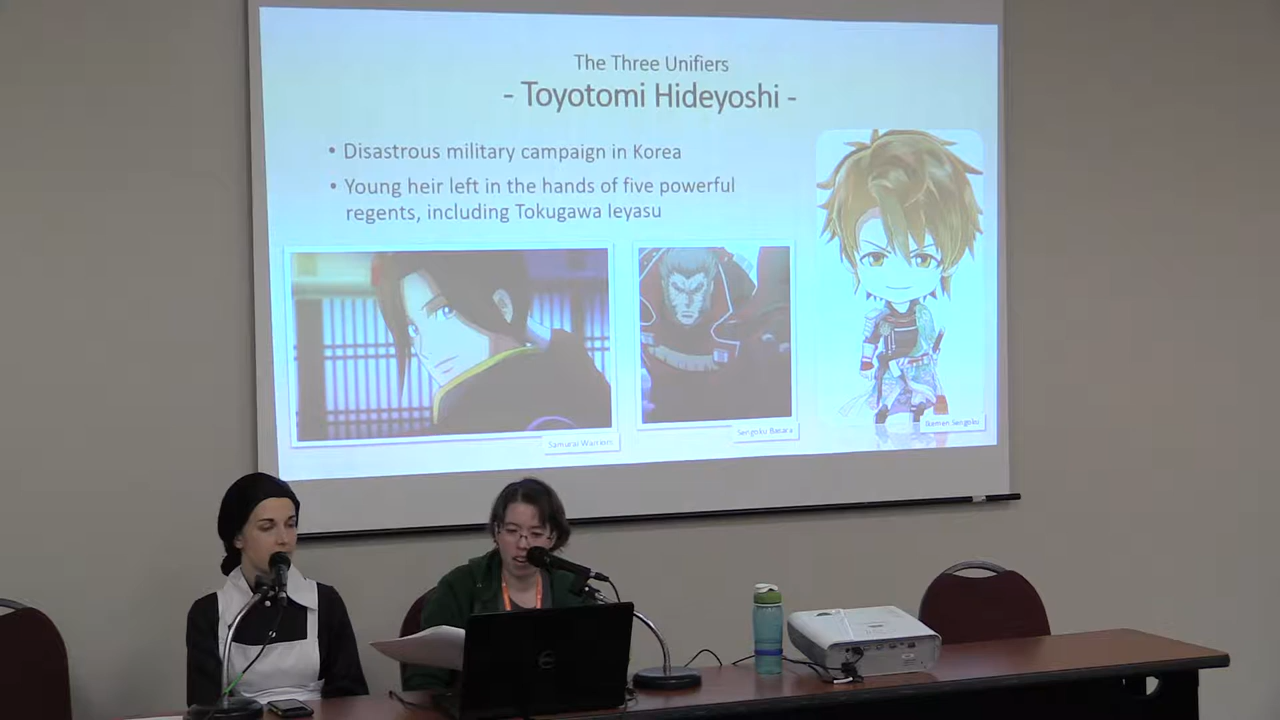 The Three Unifiers
- Toyotomi Hideyoshi -
• Disastrous military campaign in Korea
• Young heir left in the hands of five powerful
regents, including Tokugawa Ieyasu
Samurai Warriors
Sengoku Basara
Ikemen Sengoku
DELL